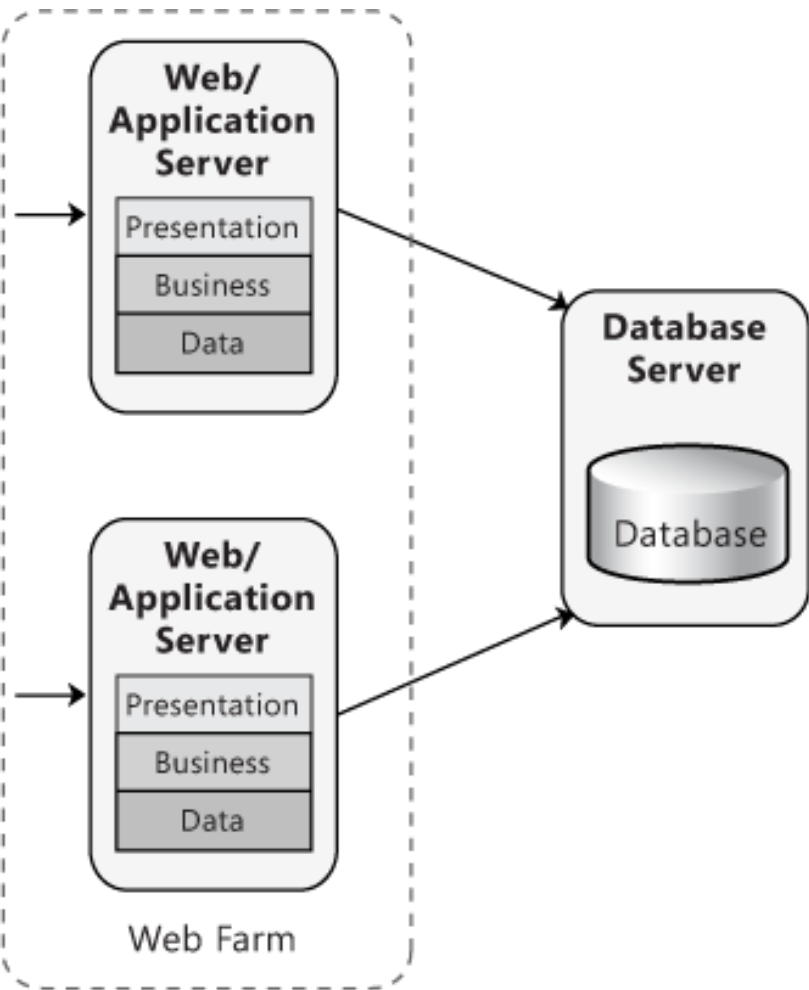 Web/
Application
Server
Presentation
Business
Data
Database
Server
Database
Web/
Application
Server
Presentation
Business
Data
Web Farm